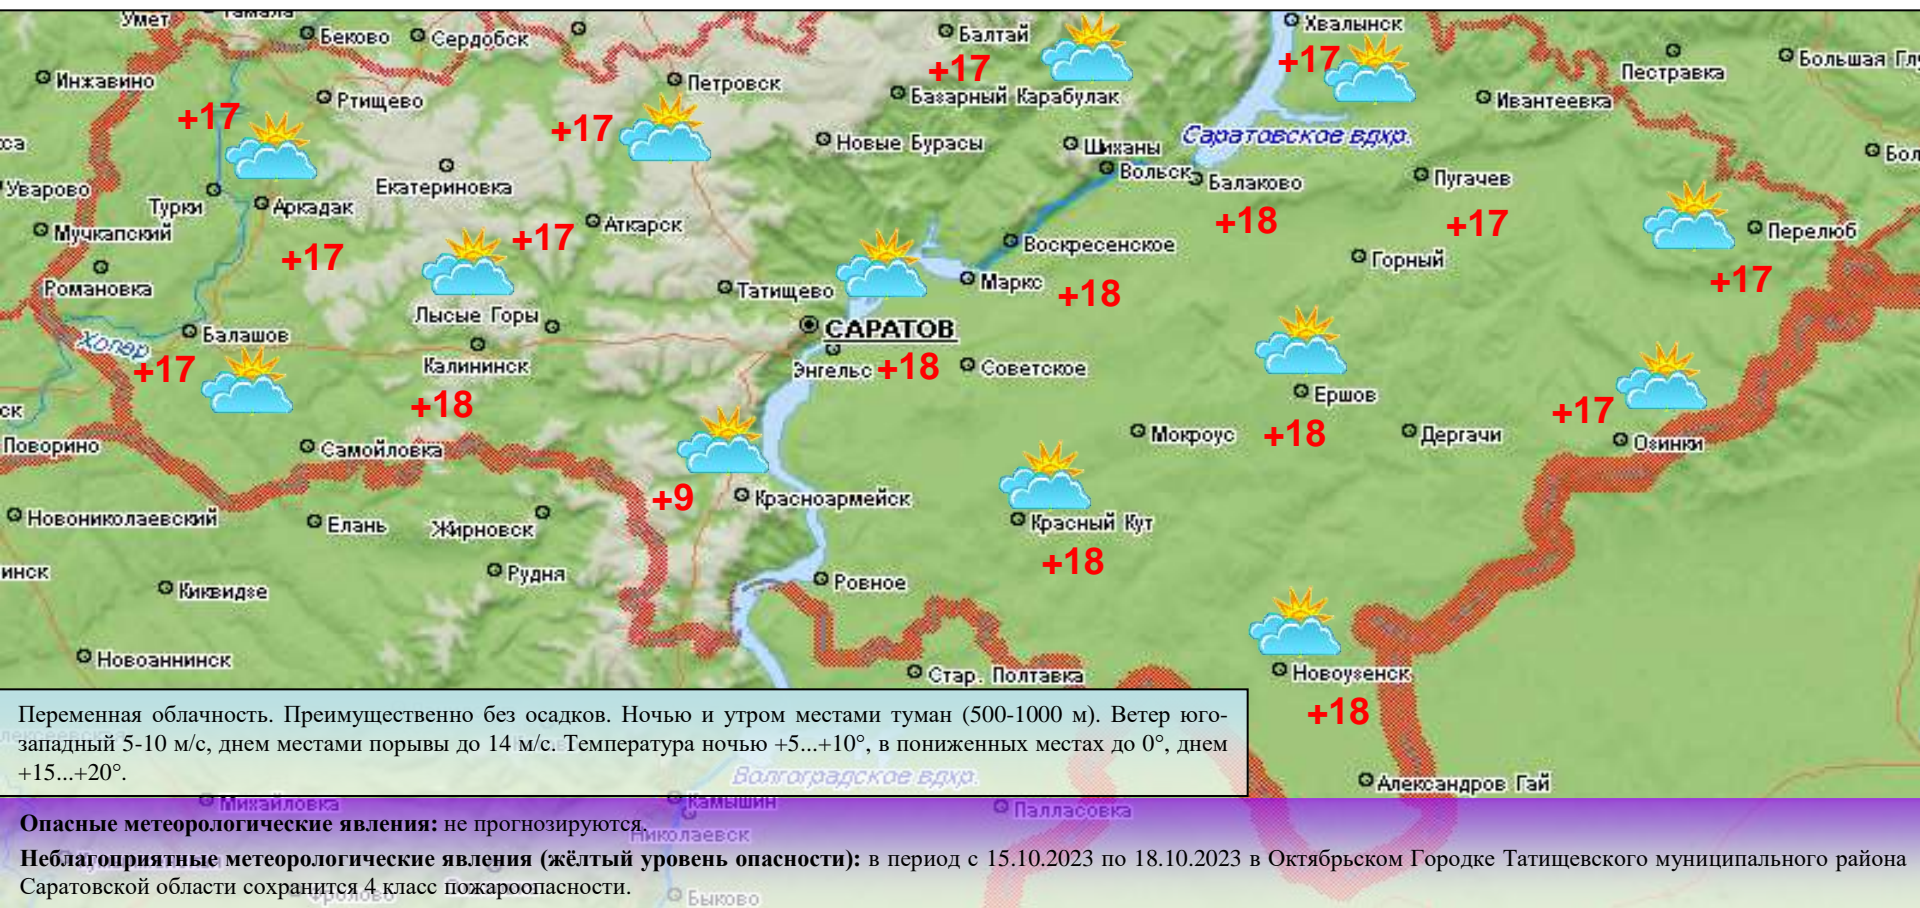 Умет
Тамала
Беково
Сердобск
Балтай
Хвалынск
Инжавино
Петровск
+17
+17
Пестравка
Большая Глу
Ртищево
Базарный Карабулак
Ивантеевка
+17
+17
Новые Бурасы
Шиханы
Саратовское вдхр.
Бол
Уварово
Екатериновка
Вольск
Балаково
Пугачев
Турки
Аркадак
Аткарск
+18
+17
Мучкапский
+17
+17
Воскресенское
Горный
Перелюб
Романовка
Татищево
Маркс
+18
+17
Лысые Горы
САРАТОВ
Хопер
Балашов
Калининск
Энгельс
+18
Советское
+17
+18
Ершов
+17
ск
Поворино
Самойловка
Мокроус
+18
Дергачи
Озинки
+9
Красноармейск
Новониколаевский
Елань
Жирновск
Красный Кут
инск
Рудня
+18
Киквидзе
Ровное
Новоаннинск
Стар. Полтавка
Новоузенск
+18
Переменная облачность. Преимущественно без осадков. Ночью и утром местами туман (500-1000 м). Ветер юго-
западный 5-10 м/с, днем местами порывы до 14 м/с. Температура ночью +5...+10°, в пониженных местах до 0°, днем
+15...+20°.
Волгоградское вдхр.
Александров Гай
Михайловка
Камышин
Палласовка
Опасные метеорологические явления: не прогнозируются.
Николаевск
Неблагоприятные метеорологические явления (жёлтый уровень опасности): в период с 15.10.2023 по 18.10.2023 в Октябрьском Городке Татищевского муниципального района
Саратовской области сохранится 4 класс пожароопасности.
Фролово
Быково